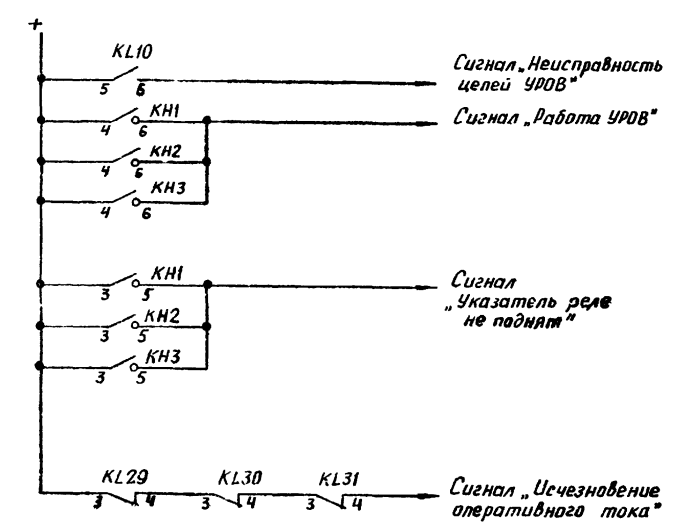 +
KL10
5 6
Сигнал „Неисправность
цепей УРОВ"
KH1
4 6
Сигнал „Работа УРОВ"
KH2
4 6
KH3
4 6
KH1
3 5
Сигнал
„Указатель реле
не поднят"
KH2
3 5
KH3
3 5
KL29 KL30 KL31
3 4 3 4 3 4
Сигнал „Исчезновение
оперативного тока"